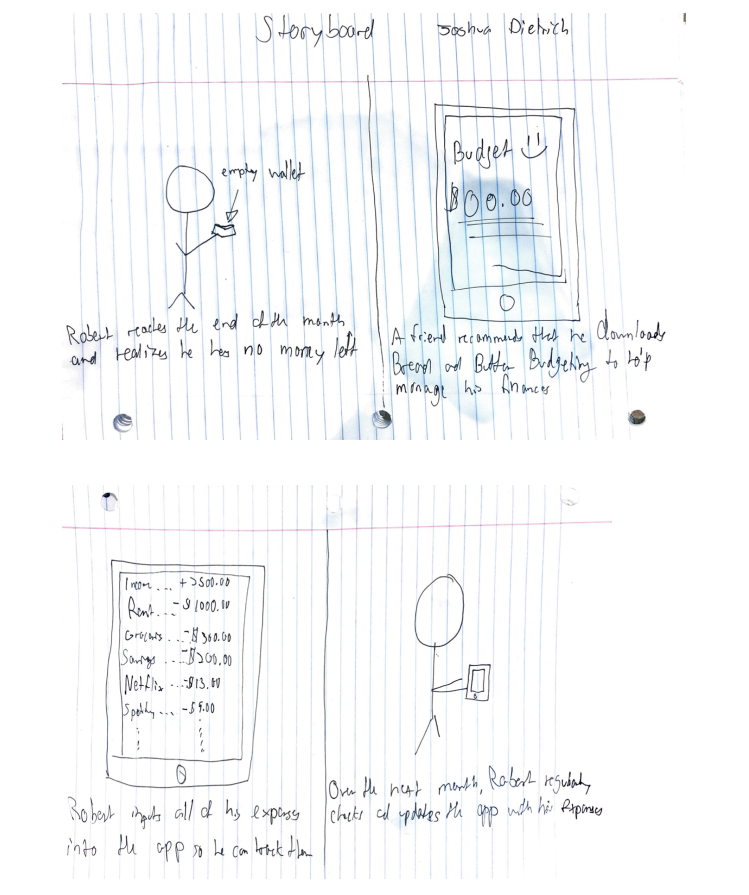 Storyboard Joshua Dietrich
empty wallet
Robert reaches the end of the month
and realizes he has no money left
Budget
$00.00
A friend recommends that he downloads
Bread and Butter Budgeting to help
manage his finances
Income ... + 2500.00
Rent... -$1000.00
Groceries ... -$300.00
Savings ... -$200.00
Netflix ... -$13.00
Spotify ... -$9.00
Robert inputs all of his expenses
into the app so he can track them
Over the next month, Robert regularly
checks and updates the app with his expenses